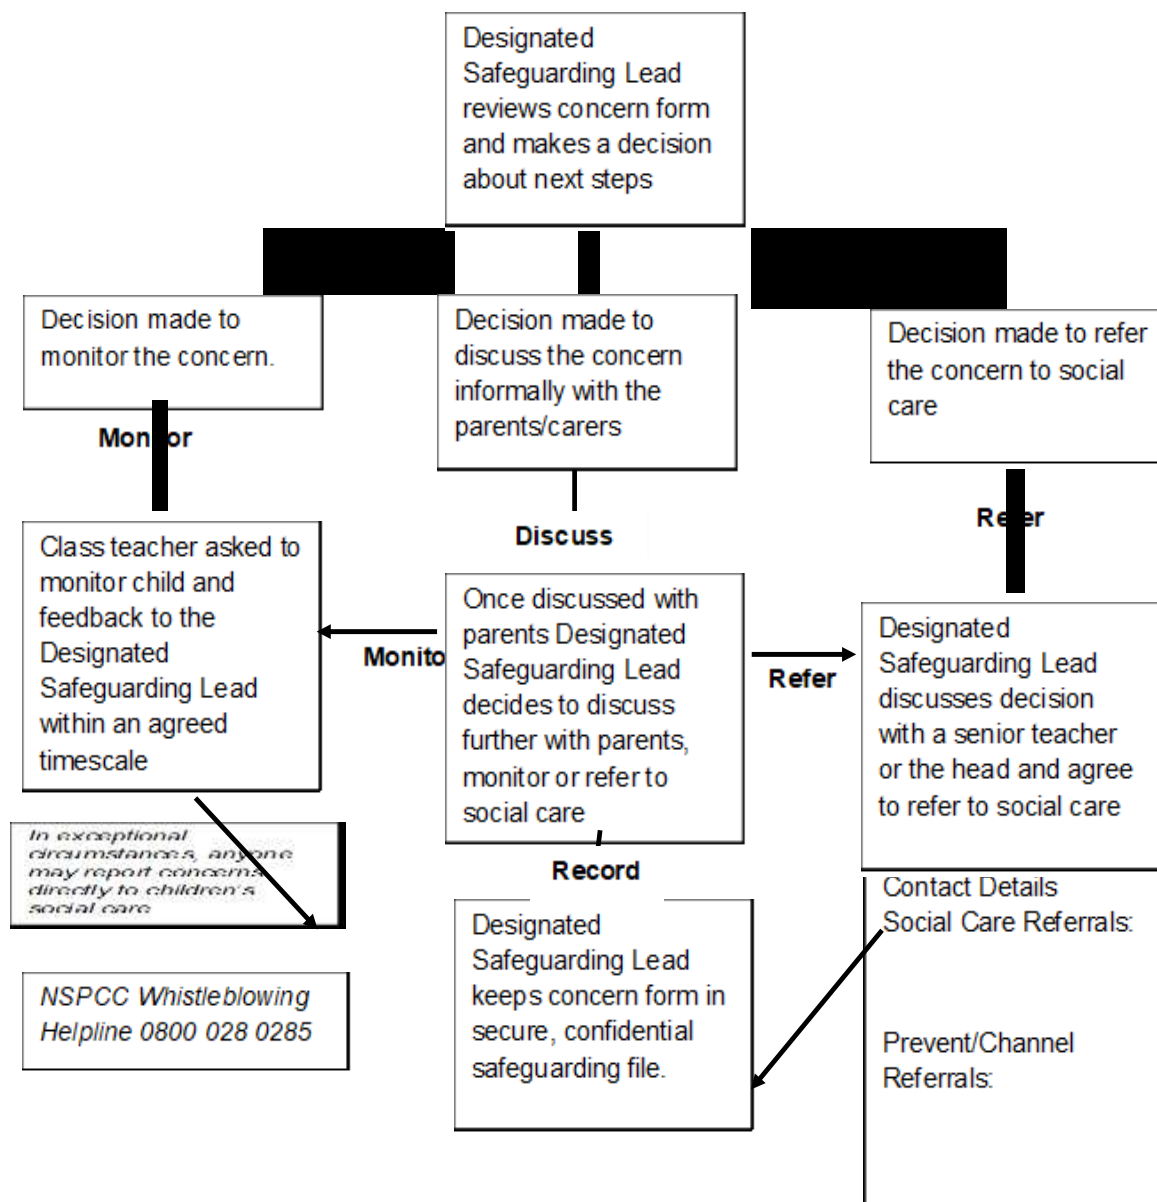 Designated
Safeguarding Lead
reviews concern form
and makes a decision
about next steps
Decision made to
monitor the concern.
Decision made to
discuss the concern
informally with the
parents/carers
Decision made to refer
the concern to social
care
Monitor
Discuss
Refer
Class teacher asked to
monitor child and
feedback to the
Designated
Safeguarding Lead
within an agreed
timescale
Monito
Once discussed with
parents Designated
Safeguarding Lead
decides to discuss
further with parents,
monitor or refer to
social care
Refer
Designated
Safeguarding Lead
discusses decision
with a senior teacher
or the head and agree
to refer to social care
In exceptional
circumstances, anyone
may report concerns
directly to children's
social care
Record
Designated
Safeguarding Lead
keeps concern form in
secure, confidential
safeguarding file.
Contact Details
Social Care Referrals:
Prevent/Channel
Referrals:
NSPCC Whistleblowing
Helpline 0800 028 0285